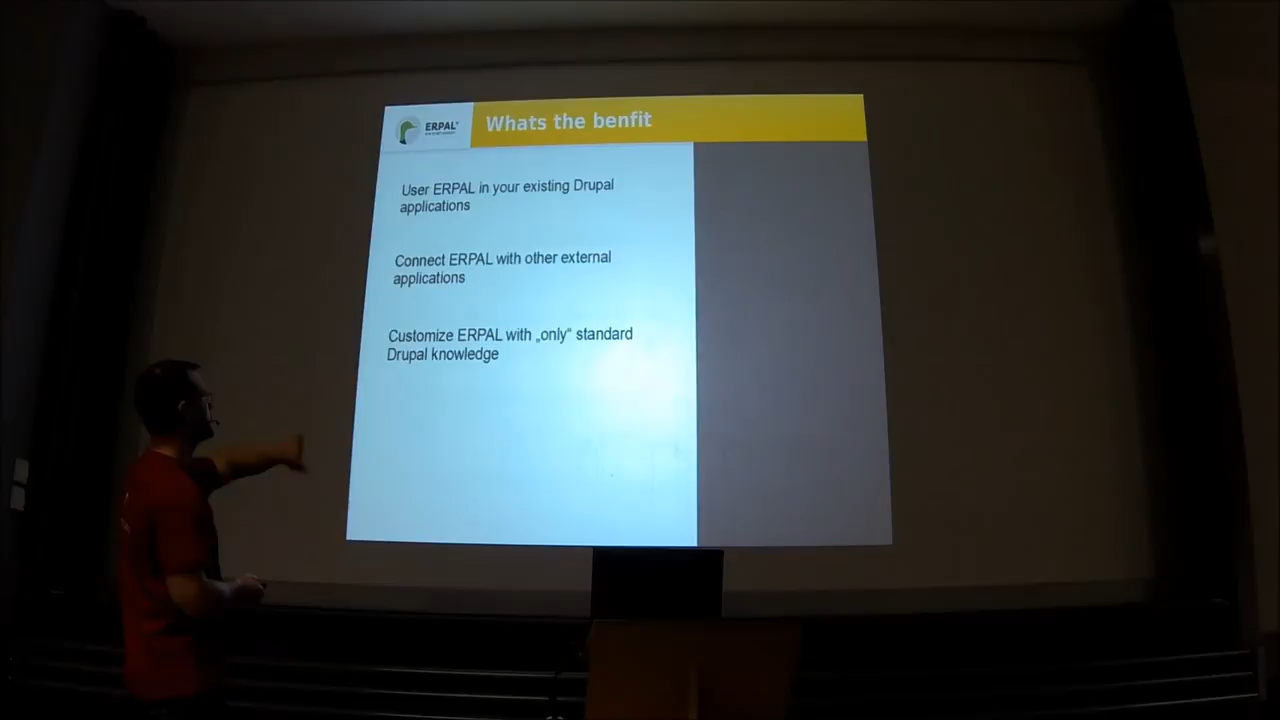 ERPAL
Whats the benfit
User ERPAL in your existing Drupal
applications
Connect ERPAL with other external
applications
Customize ERPAL with „only“ standard
Drupal knowledge